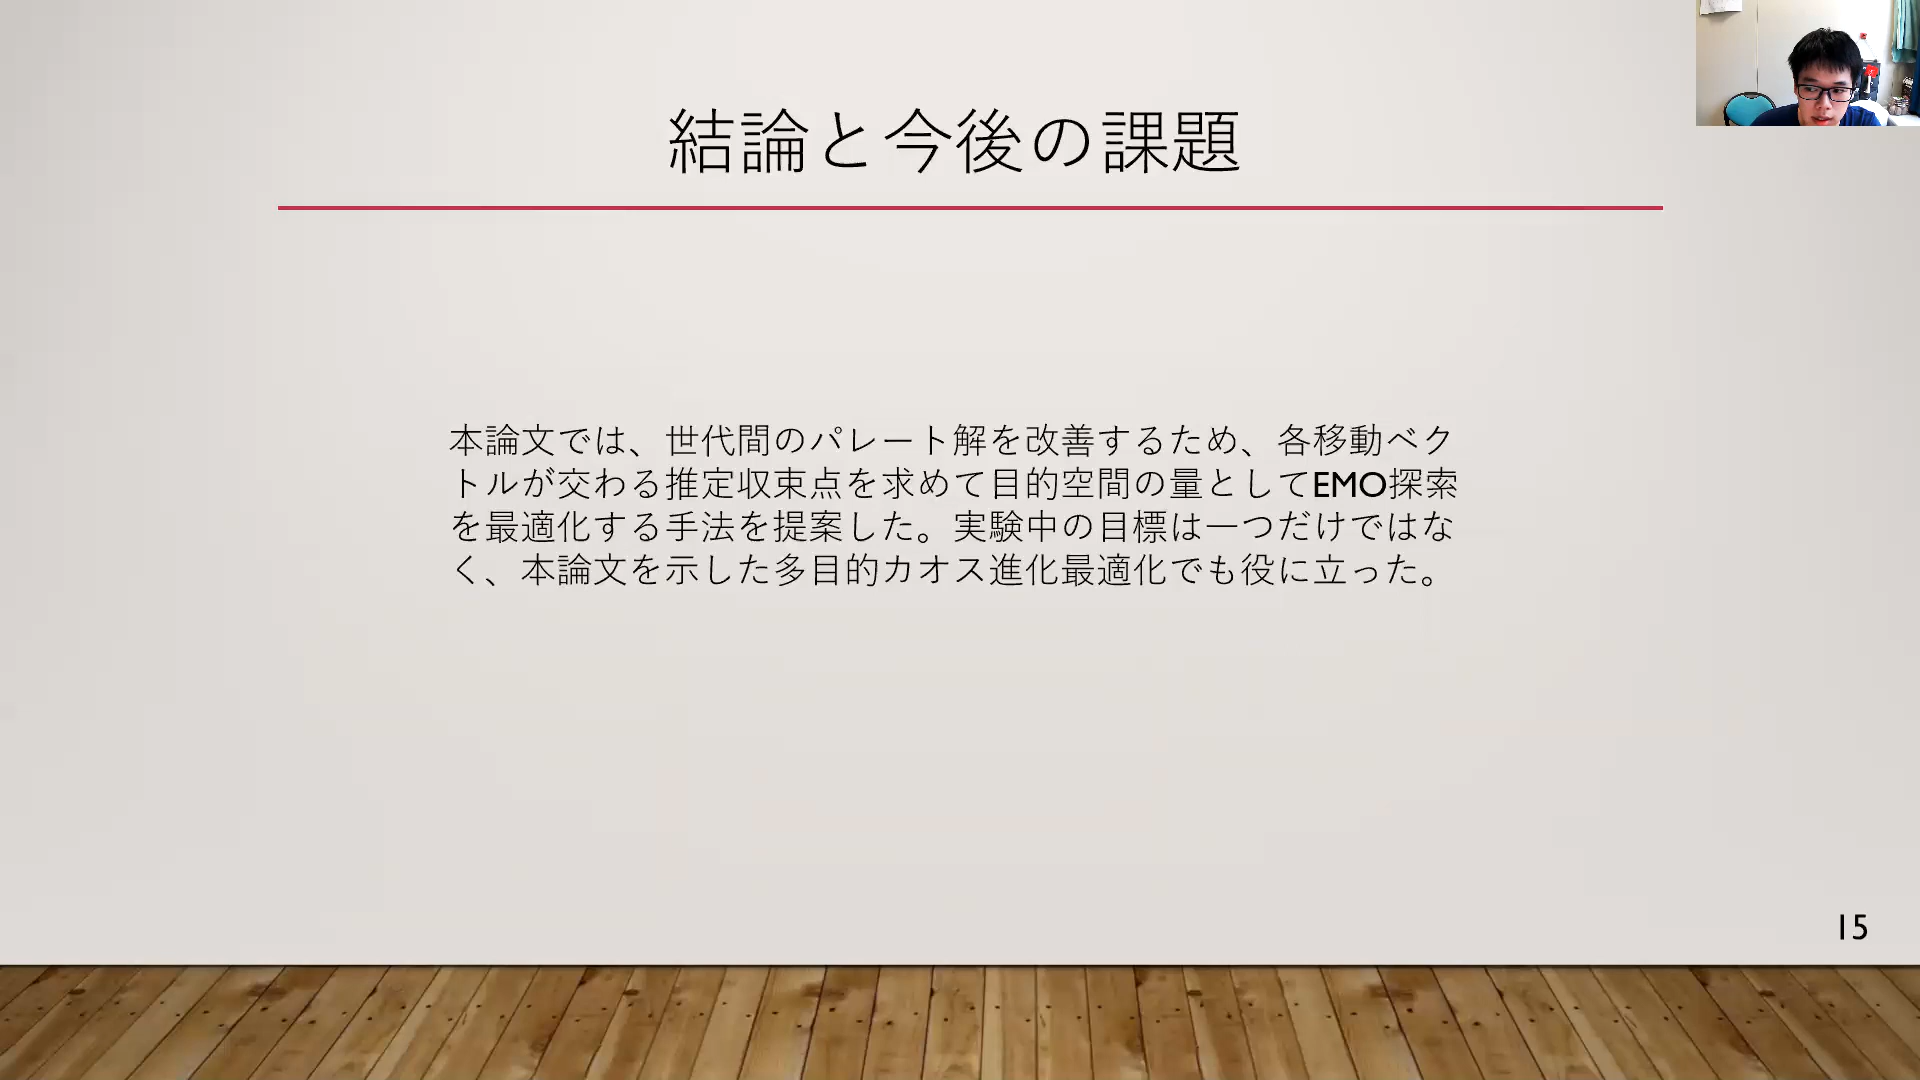 結論と今後の課題
本論文では、世代間のパレート解を改善するため、各移動ベク
トルが交わる推定収束点を求めて目的空間の量としてEMO探索
を最適化する手法を提案した。実験中の目標は一つだけではな
く、本論文を示した多目的カオス進化最適化でも役に立った。
15